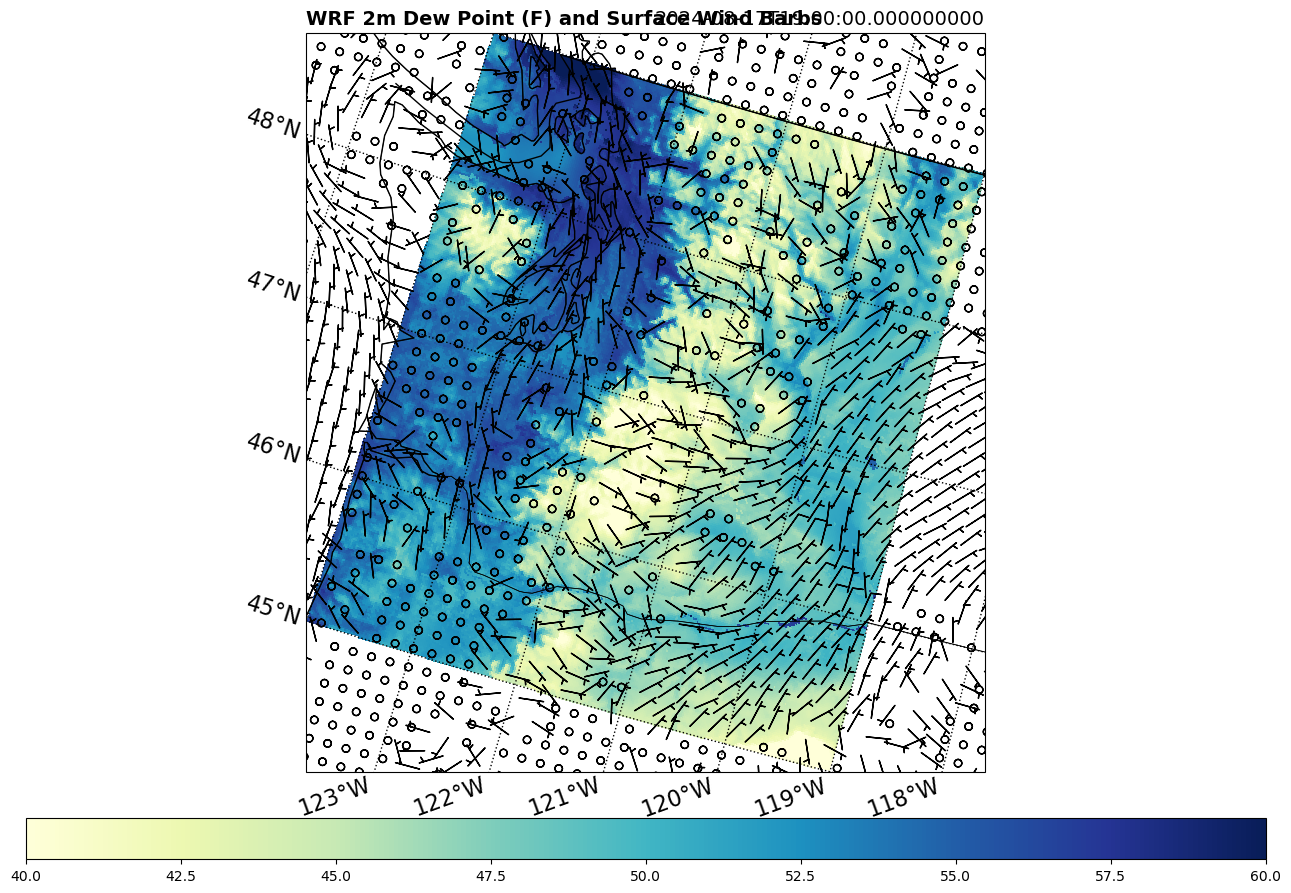 WRF 2m Dew Point (F) and Surface Wind Barbs 2024-08-17T19:00:00.000000000
48°N
47°N
46°N
45°N
123°W 122°W 121°W 120°W 119°W 118°W
40.0 42.5 45.0 47.5 50.0 52.5 55.0 57.5 60.0